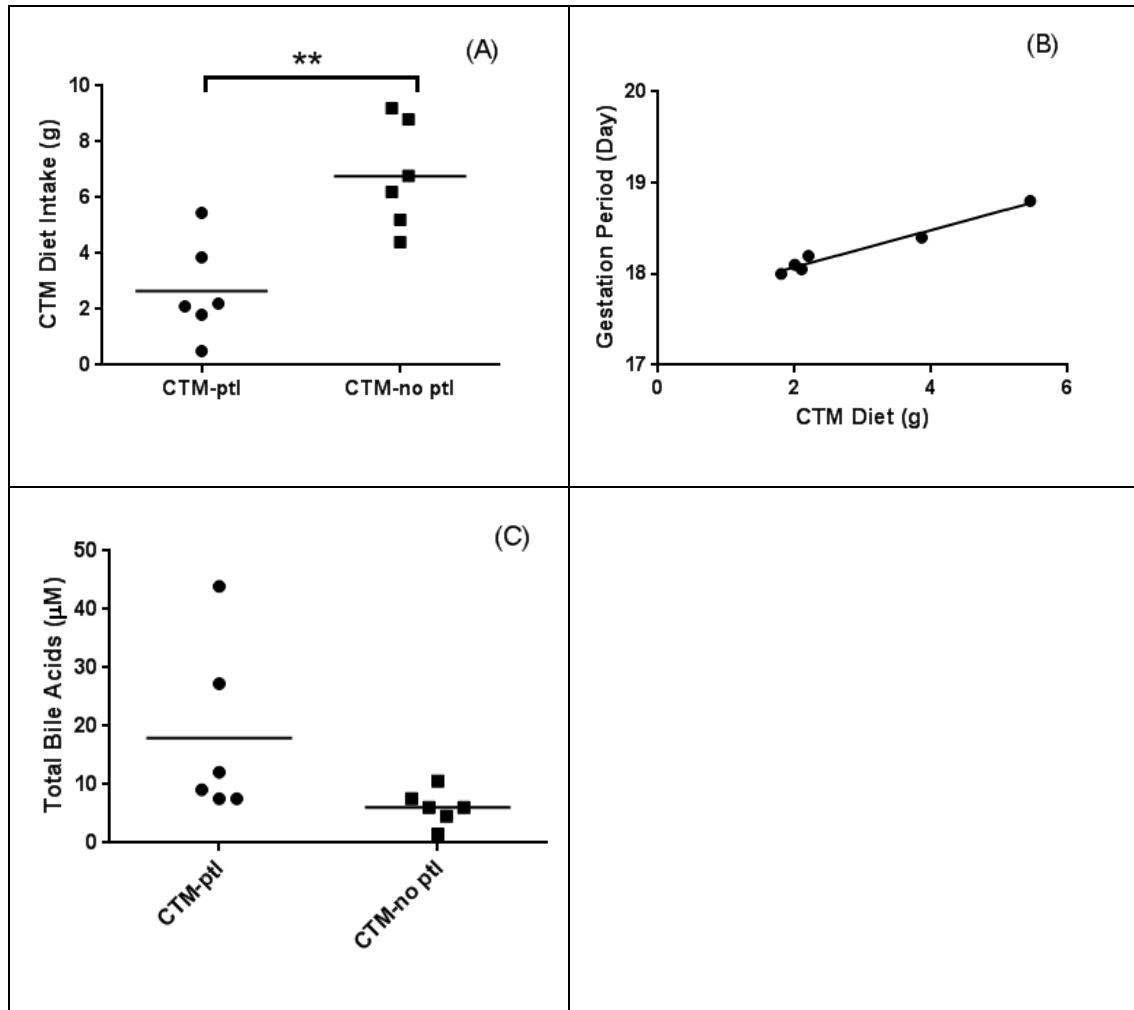 (A)
**
CTM Diet Intake (g)
10
8
6
4
2
0
CTM-ptl
CTM-no ptl
(B)
Gestation Period (Day)
20
19
18
17
0
2
4
6
CTM Diet (g)
(C)
Total Bile Acids (µM)
50
40
30
20
10
0
CTM-ptl
CTM-no ptl